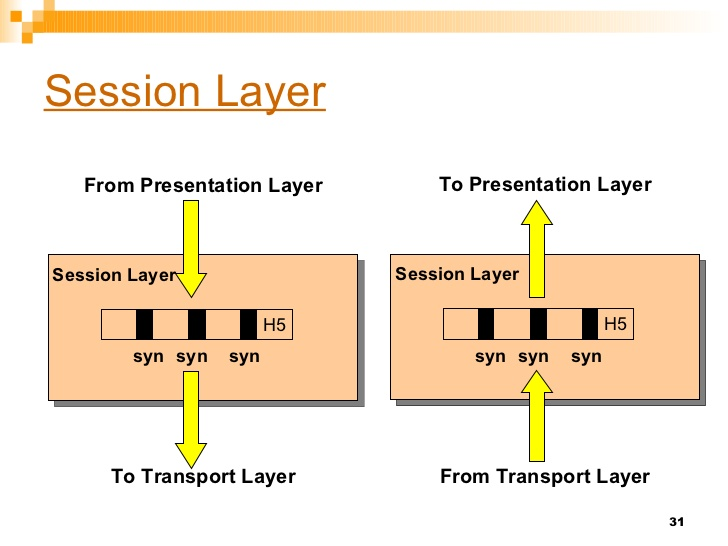 Session Layer
From Presentation Layer
To Presentation Layer
Session Layer
H5
syn syn syn
Session Layer
H5
syn syn syn
To Transport Layer
From Transport Layer
31